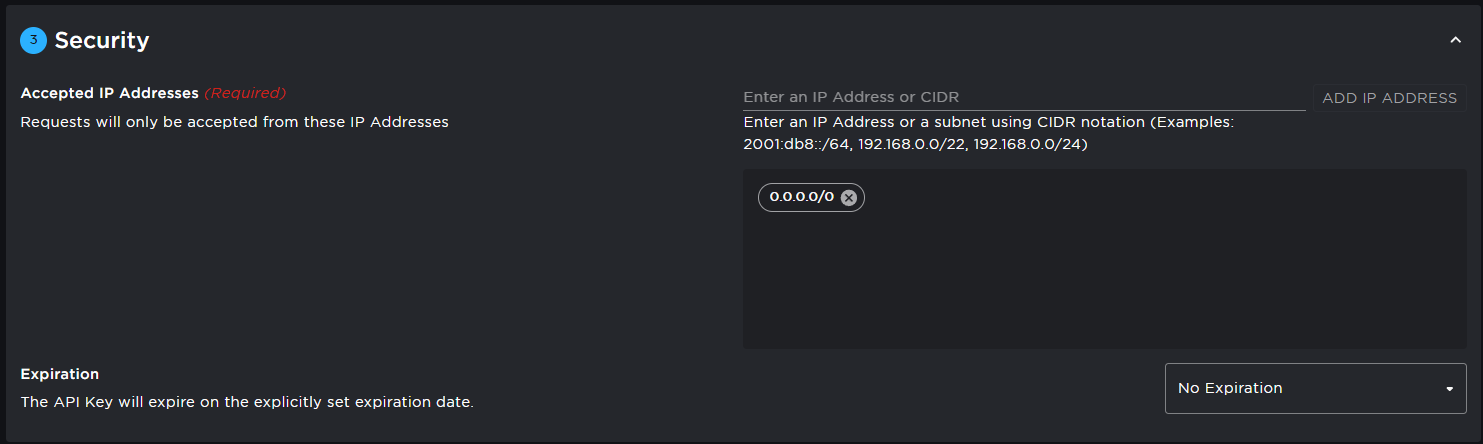 3 Security
Accepted IP Addresses (Required)
Requests will only be accepted from these IP Addresses
Enter an IP Address or CIDR
ADD IP ADDRESS
Enter an IP Address or a subnet using CIDR notation (Examples:
2001:db8::/64, 192.168.0.0/22, 192.168.0.0/24)
0.0.0.0/0
Expiration
The API Key will expire on the explicitly set expiration date.
No Expiration